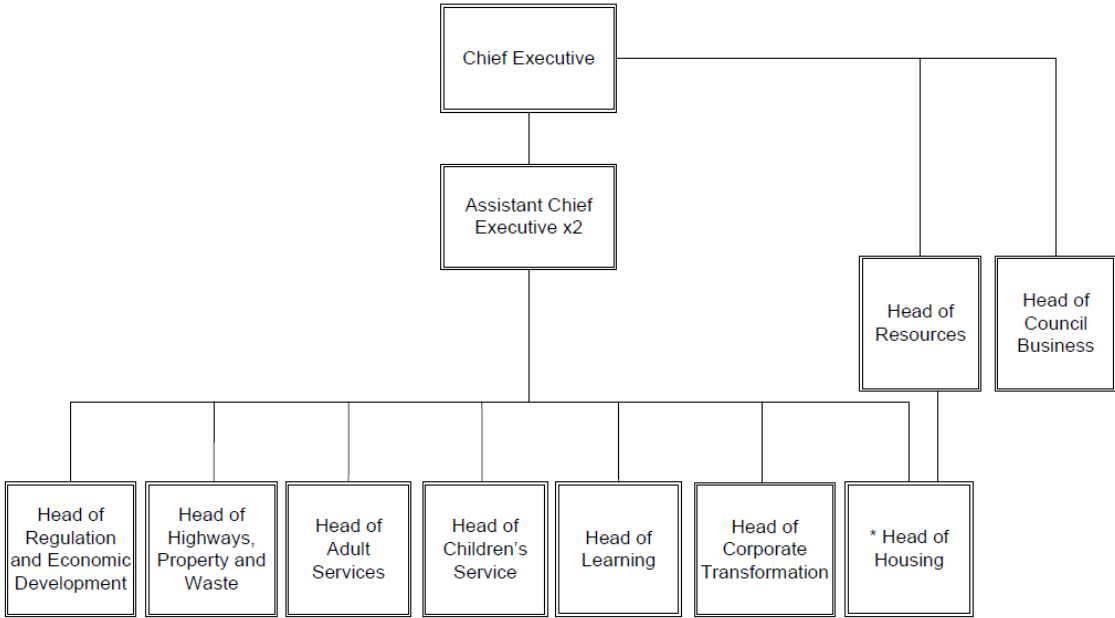 Chief Executive
Assistant Chief
Executive x2
Head of
Resources
Head of
Council
Business
Head of
Regulation
and Economic
Development
Head of
Highways,
Property and
Waste
Head of
Adult
Services
Head of
Children’s
Service
Head of
Learning
Head of
Corporate
Transformation
* Head of
Housing